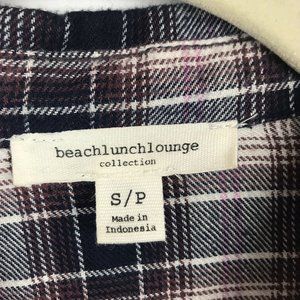 beachlunchlounge
collection
S/P
Made in
Indonesia